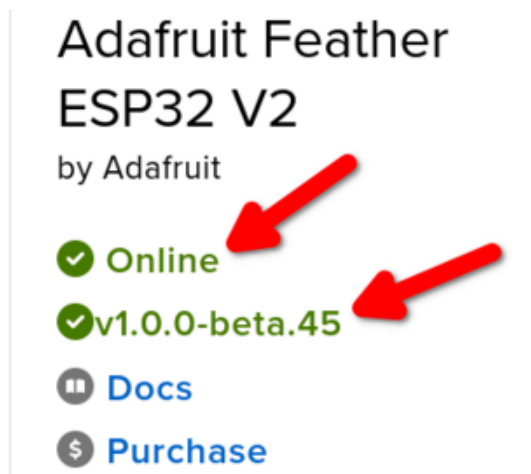 Adafruit Feather
ESP32 V2
by Adafruit
Online
v1.0.0-beta.45
Docs
$ Purchase